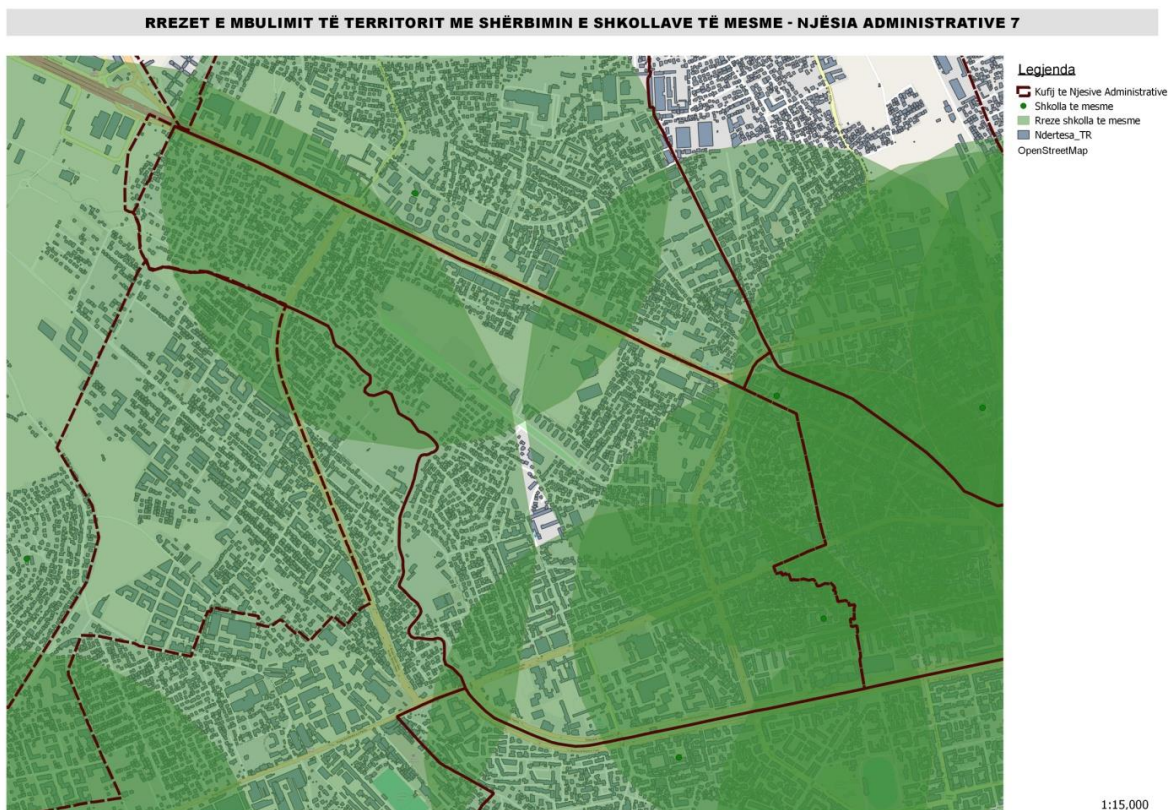 RREZET E MBULIMIT TË TERRITORIT ME SHËRBIMIN E SHKOLLAVE TË MESME - NJËSIA ADMINISTRATIVE 7
Legjenda
Kufij te Njesive Administrative
Shkolla te mesme
Rreze shkolla te mesme
Ndertesa_TR
OpenStreetMap
1:15,000